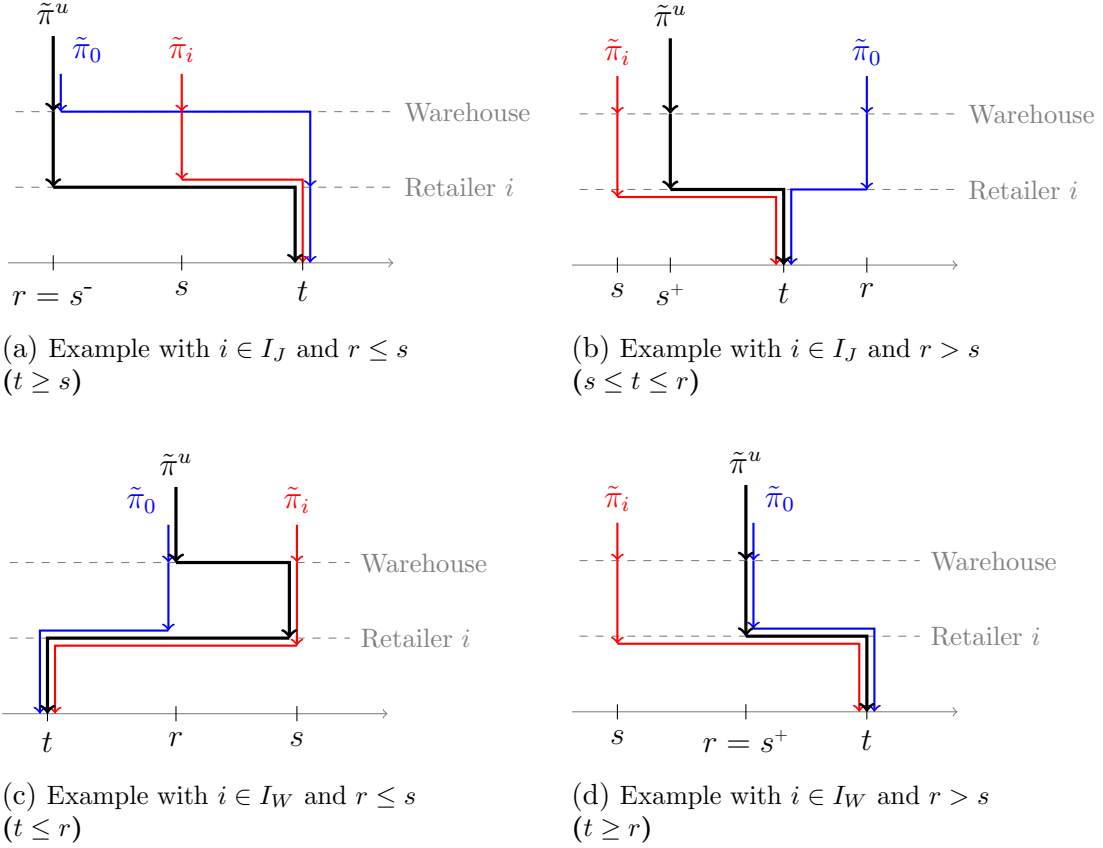 π̃ᵘ
π̃₀
π̃ᵢ
Warehouse
Retailer i
r = s⁻
s
t
(a) Example with i ∈ I_J and r ≤ s
(t ≥ s)
π̃ᵢ
π̃ᵘ
π̃₀
Warehouse
Retailer i
s
s⁺
t
r
(b) Example with i ∈ I_J and r > s
(s ≤ t ≤ r)
π̃ᵘ
π̃₀
π̃ᵢ
Warehouse
Retailer i
t
r
s
(c) Example with i ∈ I_W and r ≤ s
(t ≤ r)
π̃ᵘ
π̃ᵢ
π̃₀
Warehouse
Retailer i
s
r = s⁺
t
(d) Example with i ∈ I_W and r > s
(t ≥ r)